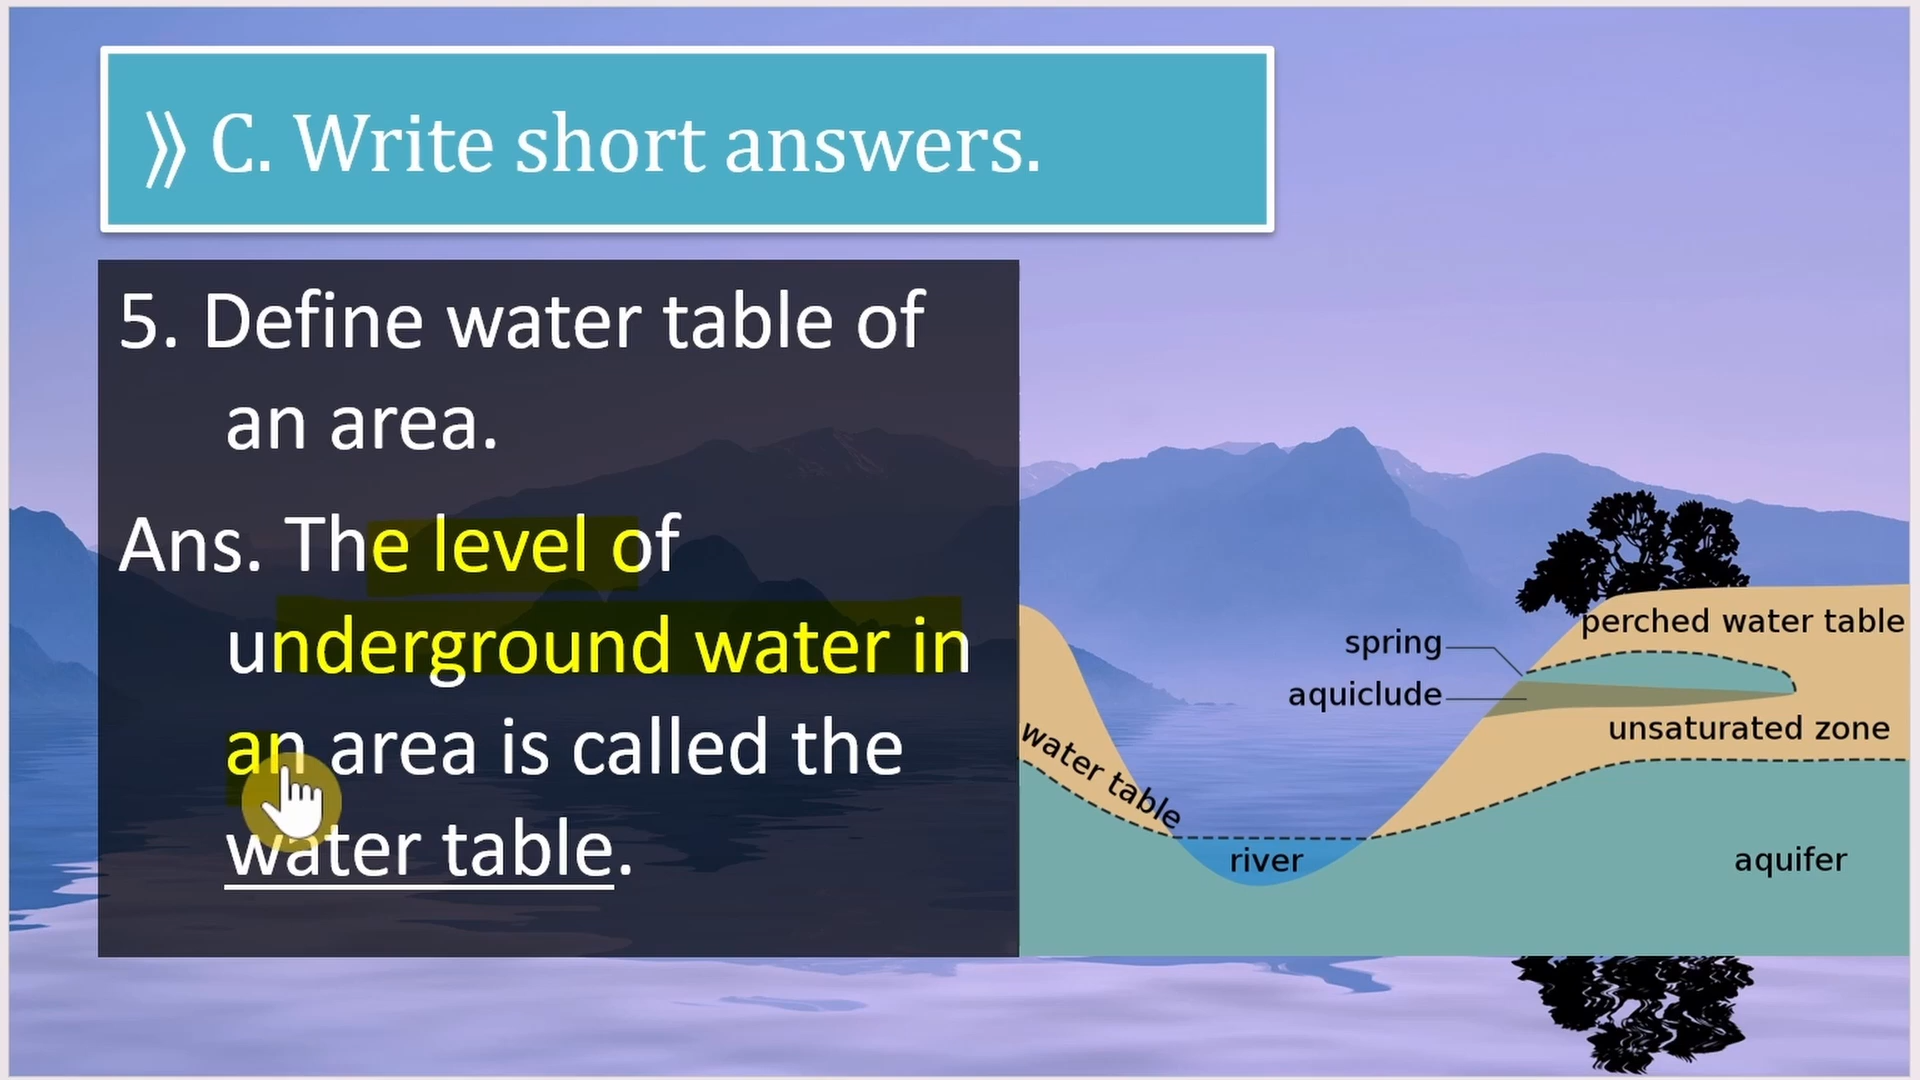 ⟫ C. Write short answers.
5. Define water table of
an area.
Ans. The level of
underground water in
an area is called the
water table.
perched water table
spring
aquiclude
unsaturated zone
water table
river
aquifer